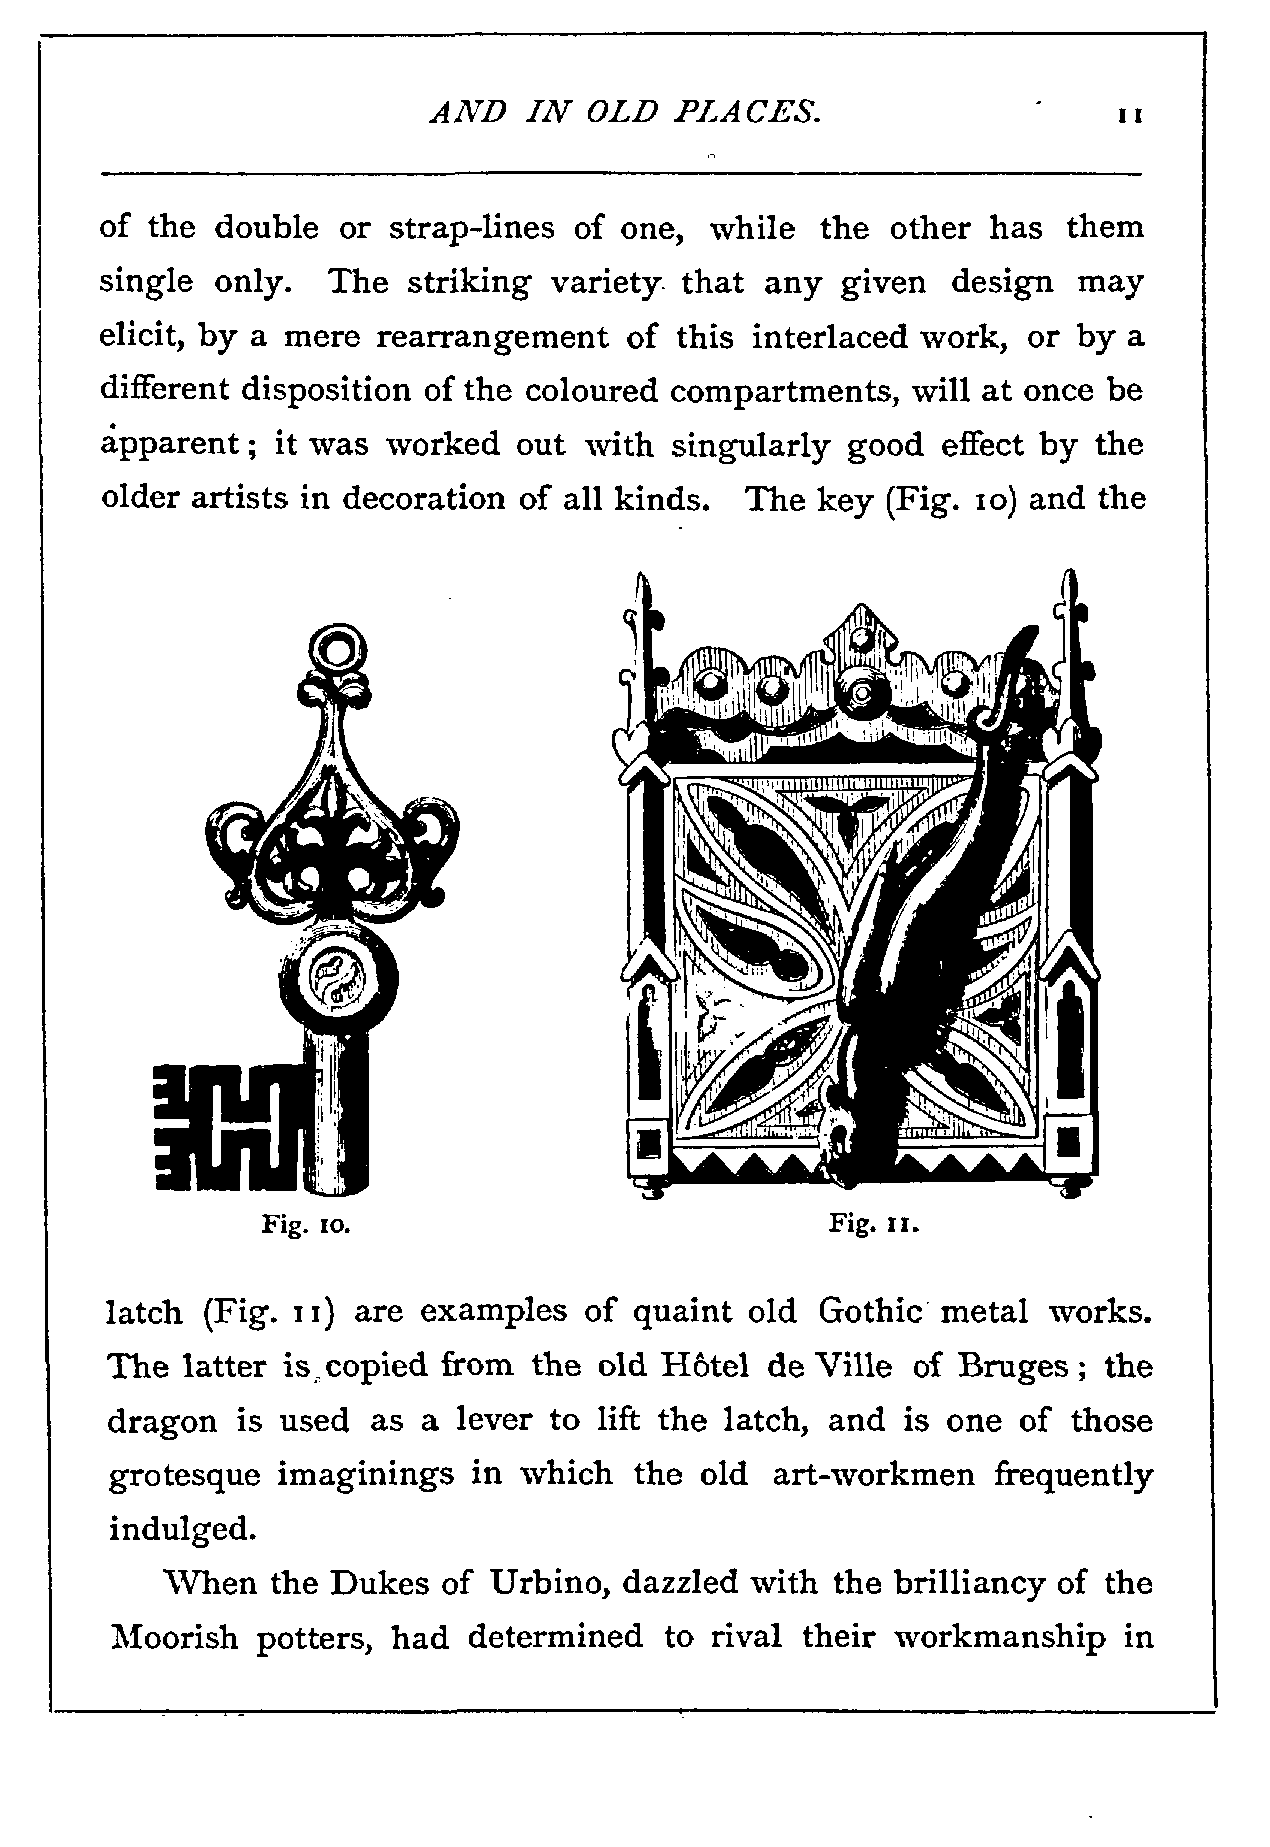 AND IN OLD PLACES. 11
of the double or strap-lines of one, while the other has them
single only. The striking variety that any given design may
elicit, by a mere rearrangement of this interlaced work, or by a
different disposition of the coloured compartments, will at once be
apparent; it was worked out with singularly good effect by the
older artists in decoration of all kinds. The key (Fig. 10) and the
Fig. 10. Fig. 11.
latch (Fig. 11) are examples of quaint old Gothic metal works.
The latter is copied from the old Hôtel de Ville of Bruges; the
dragon is used as a lever to lift the latch, and is one of those
grotesque imaginings in which the old art-workmen frequently
indulged.
When the Dukes of Urbino, dazzled with the brilliancy of the
Moorish potters, had determined to rival their workmanship in